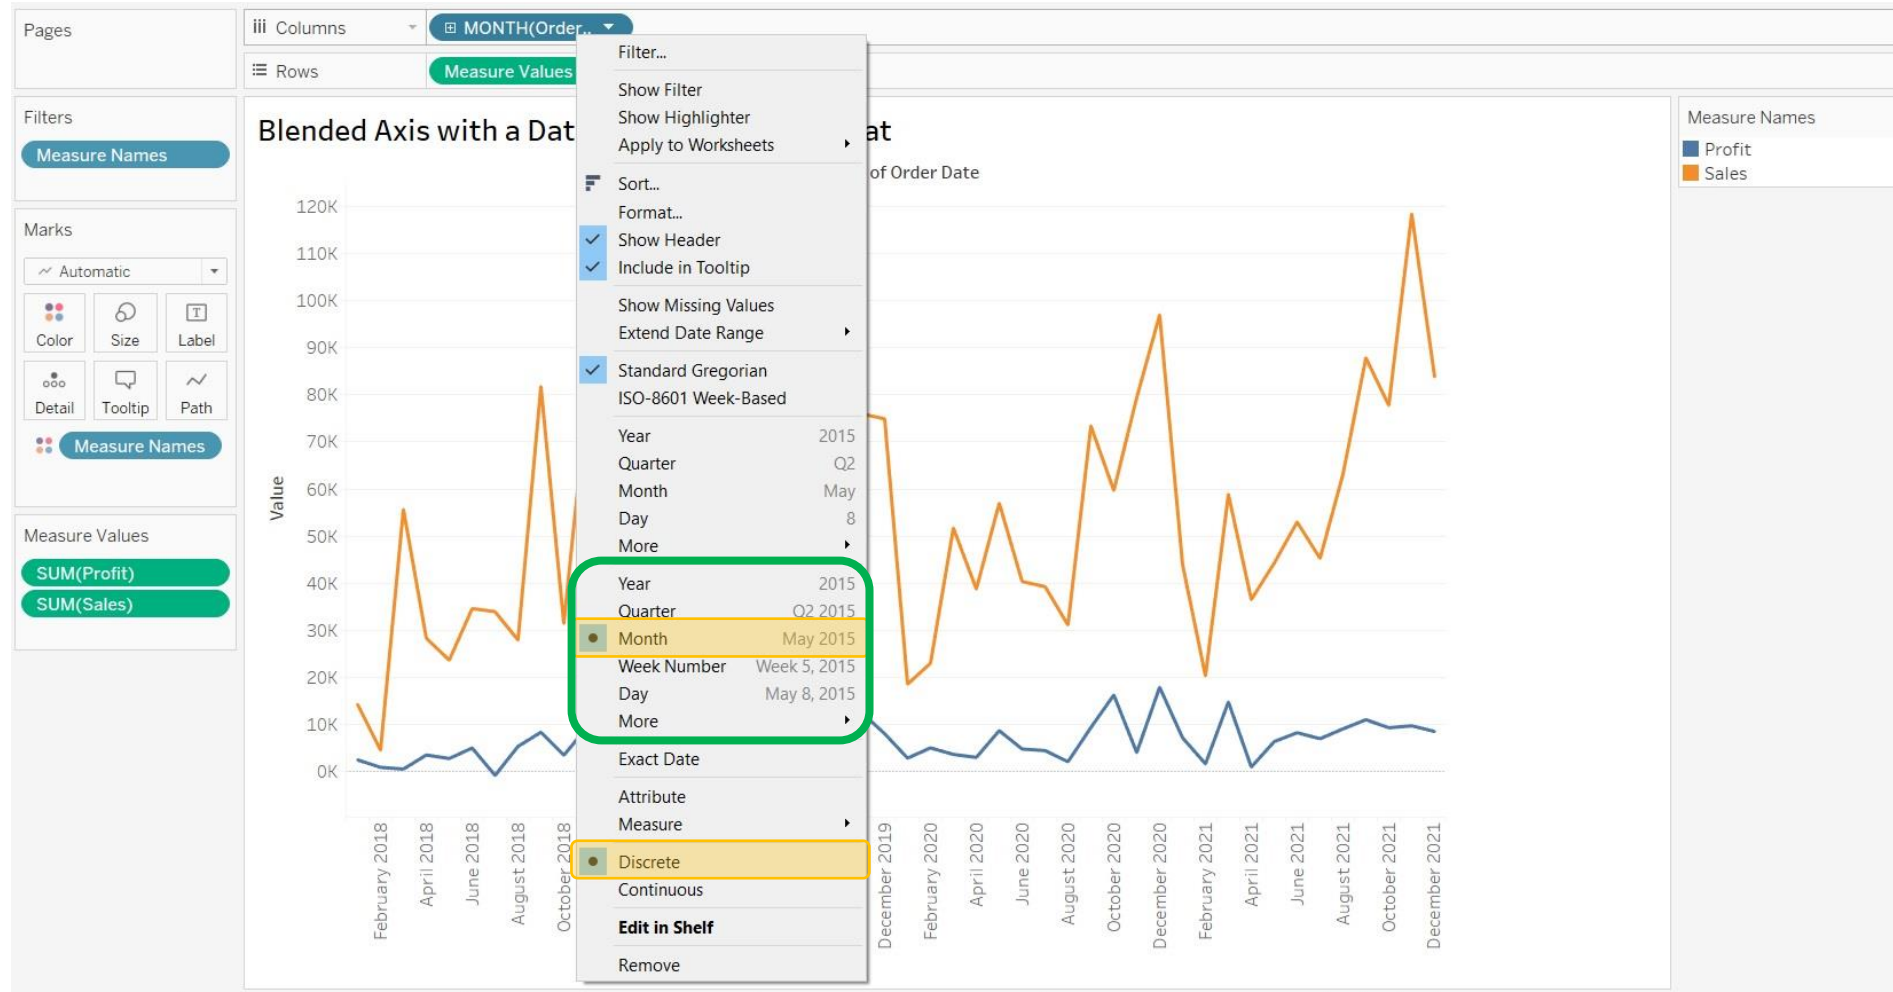 Pages
Columns
MONTH(Order..
Rows
Measure Values
Filters
Measure Names
Marks
Automatic
Color Size Label
Detail Tooltip Path
Measure Names
Measure Values
SUM(Profit)
SUM(Sales)
Blended Axis with a Dat
at
of Order Date
120K
110K
100K
90K
80K
70K
60K
50K
40K
30K
20K
10K
0K
Value
February 2018
April 2018
June 2018
August 2018
October 2018
December 2019
February 2020
April 2020
June 2020
August 2020
October 2020
December 2020
February 2021
April 2021
June 2021
August 2021
October 2021
December 2021
Filter...
Show Filter
Show Highlighter
Apply to Worksheets
Sort...
Format...
Show Header
Include in Tooltip
Show Missing Values
Extend Date Range
Standard Gregorian
ISO-8601 Week-Based
Year 2015
Quarter Q2
Month May
Day 8
More
Year 2015
Quarter Q2 2015
Month May 2015
Week Number Week 5, 2015
Day May 8, 2015
More
Exact Date
Attribute
Measure
Discrete
Continuous
Edit in Shelf
Remove
Measure Names
Profit
Sales